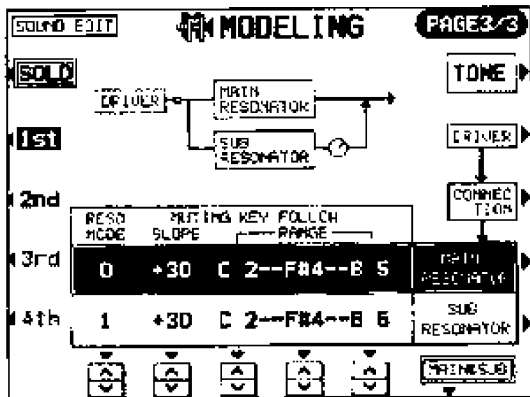 SOUND EDIT
MODELING
PAGE3/3
SOLO
TONE
DRIVER
MAIN
RESONATOR
SUB
RESONATOR
1st
DRIVER
2nd
CONNEC
TION
RESO
MODE
MUTING KEY FOLLOW
SLOPE
RANGE
3rd
0 +30 C 2--F#4--B 5
MAIN
RESONATOR
4th
1 +30 C 2--F#4--B 6
SUB
RESONATOR
MAIN&SUB